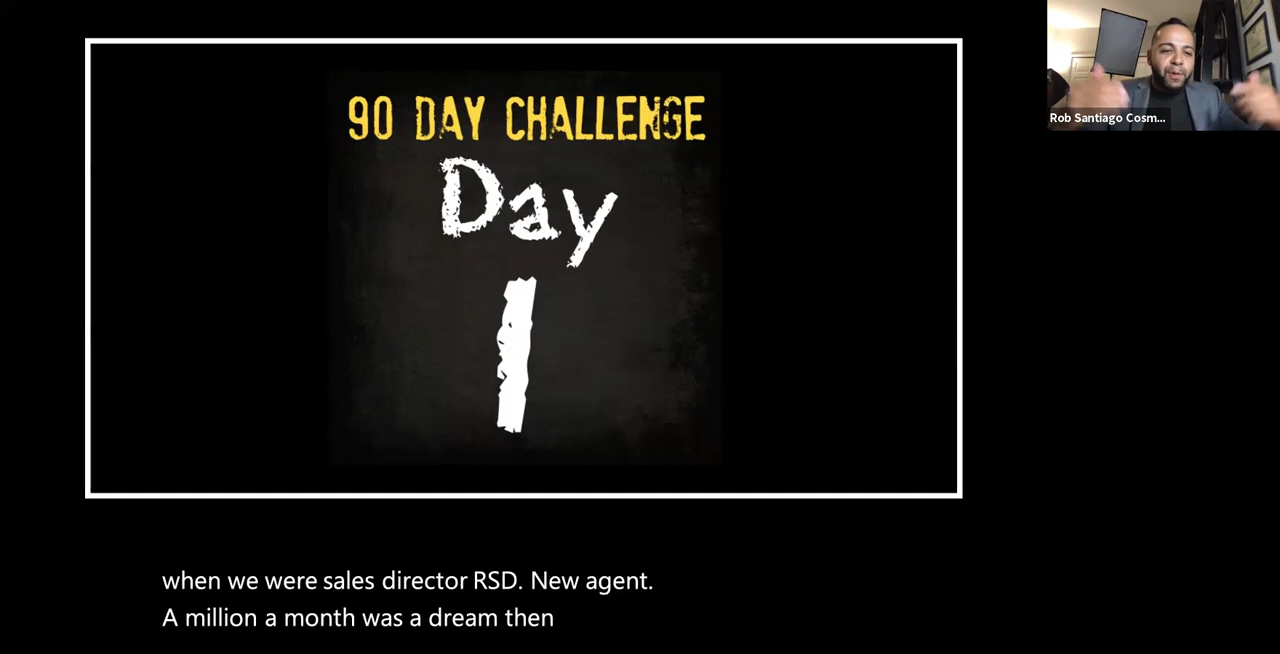 90 DAY CHALLENGE
Day
1
Rob Santiago Cosm...
when we were sales director RSD. New agent.
A million a month was a dream then